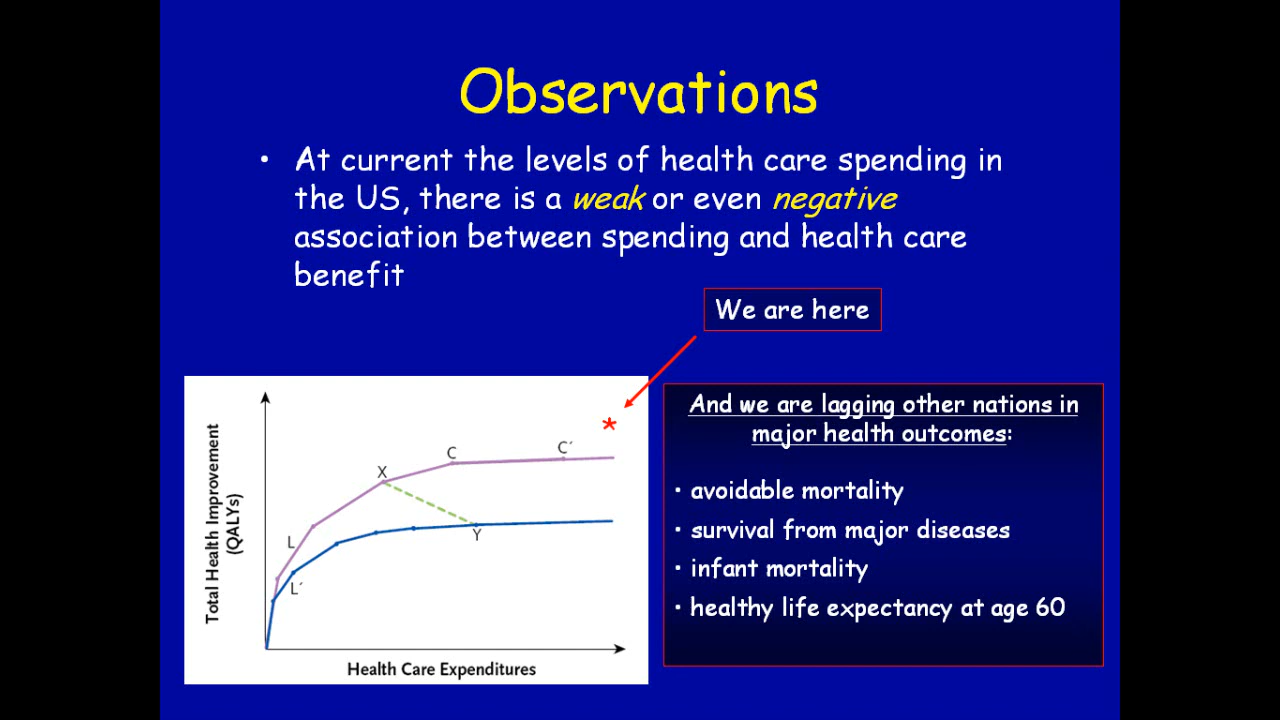 Observations
• At current the levels of health care spending in
the US, there is a weak or even negative
association between spending and health care
benefit
We are here
*
Total Health Improvement
(QALYs)
X
C
C´
L
L´
Y
Health Care Expenditures
And we are lagging other nations in
major health outcomes:
• avoidable mortality
• survival from major diseases
• infant mortality
• healthy life expectancy at age 60